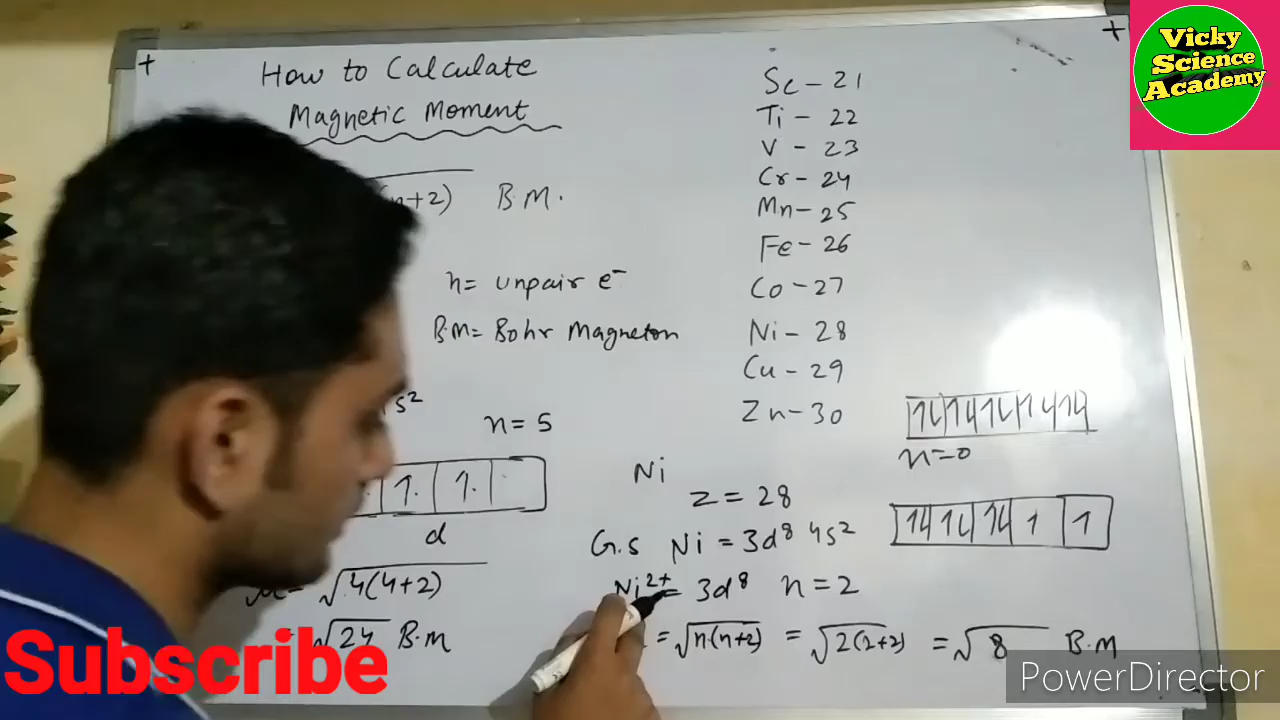 How to Calculate
Magnetic Moment
(n+2) B.M.
n= unpair e⁻
B.M= Bohr Magneton
s²
n= 5
d
√4(4+2)
√24 B.M
Sc - 21
Ti - 22
V - 23
Cr - 24
Mn - 25
Fe - 26
Co - 27
Ni - 28
Cu - 29
Zn - 30
n=0
Ni
Z = 28
G.S Ni = 3d⁸ 4s²
Ni²⁺= 3d⁸ n=2
= √n(n+2) = √2(2+2) = √8 B.M
Vicky
Science
Academy
Subscribe
PowerDirector